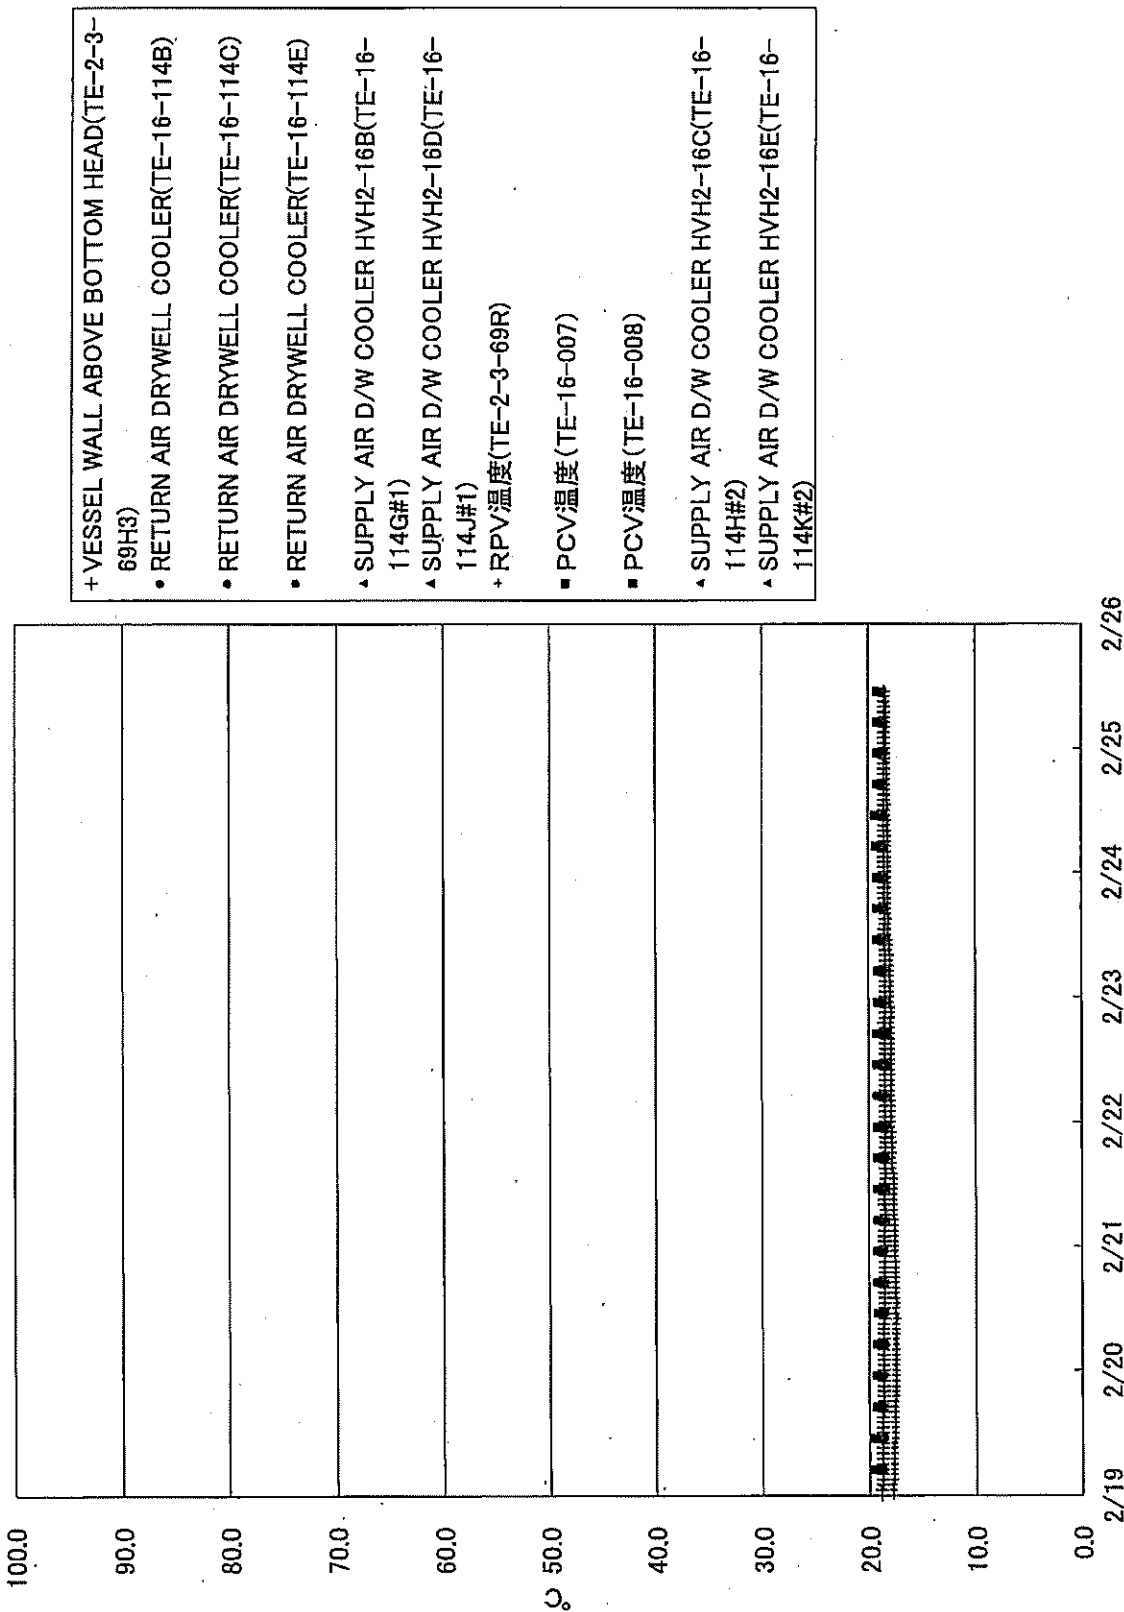 100.0
90.0
80.0
70.0
60.0
50.0
40.0
30.0
20.0
10.0
0.0
℃
2/19
2/20
2/21
2/22
2/23
2/24
2/25
2/26
+VESSEL WALL ABOVE BOTTOM HEAD(TE-2-3-
69H3)
• RETURN AIR DRYWELL COOLER(TE-16-114B)
• RETURN AIR DRYWELL COOLER(TE-16-114C)
• RETURN AIR DRYWELL COOLER(TE-16-114E)
▲ SUPPLY AIR D/W COOLER HVH2-16B(TE-16-
114G#1)
▲ SUPPLY AIR D/W COOLER HVH2-16D(TE-16-
114J#1)
+RPV温度(TE-2-3-69R)
■ PCV温度(TE-16-007)
■ PCV温度(TE-16-008)
▲ SUPPLY AIR D/W COOLER HVH2-16C(TE-16-
114H#2)
▲ SUPPLY AIR D/W COOLER HVH2-16E(TE-16-
114K#2)